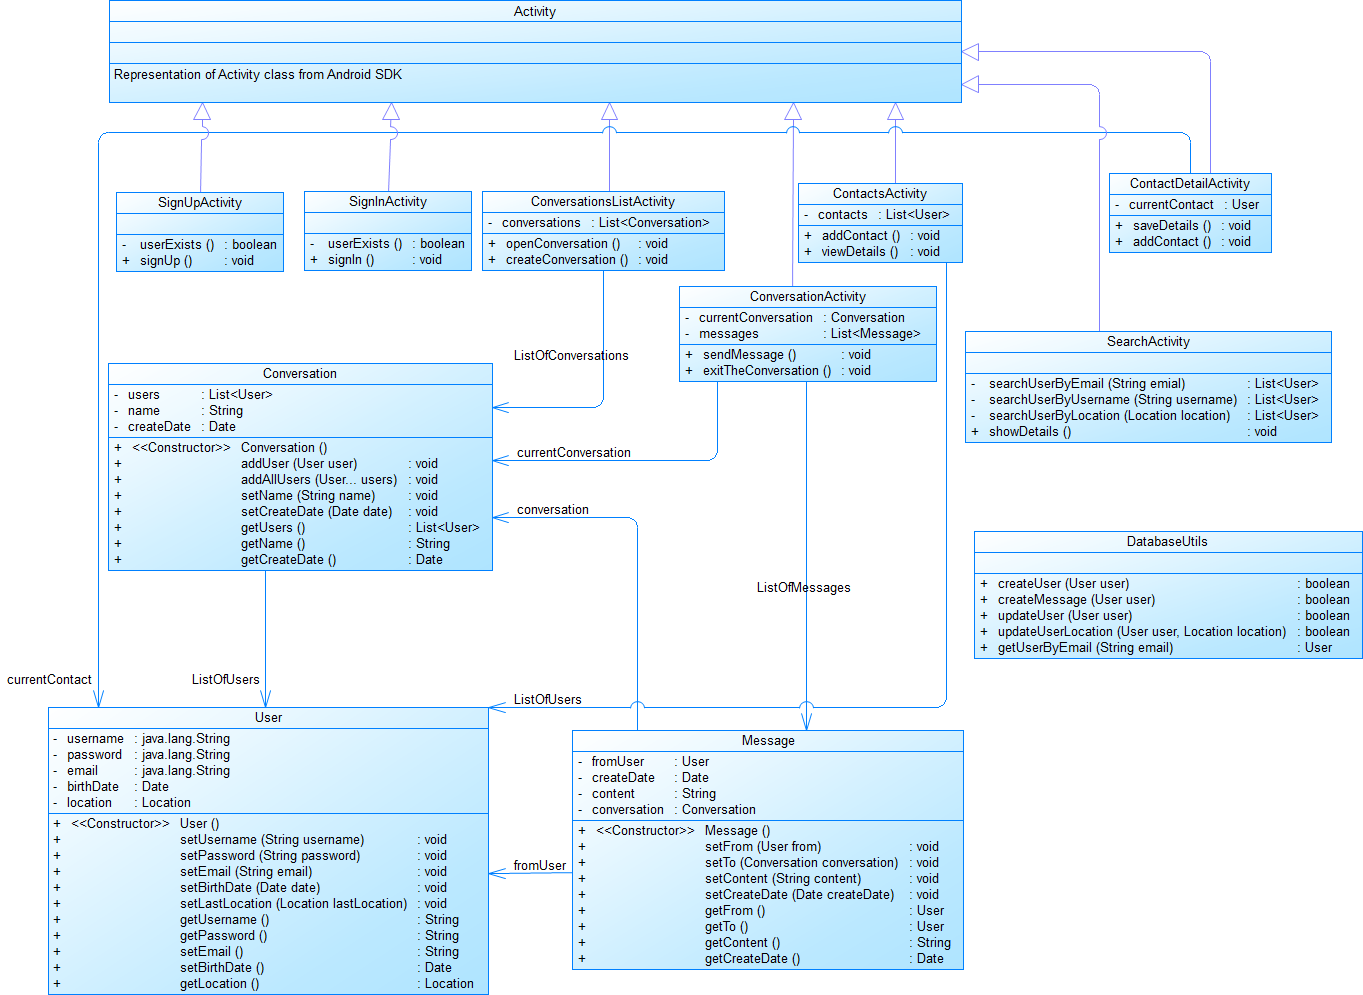 Activity
Representation of Activity class from Android SDK
SignUpActivity
- userExists () : boolean
+ signUp () : void
SignInActivity
- userExists () : boolean
+ signIn () : void
ConversationsListActivity
- conversations : List<Conversation>
+ openConversation () : void
+ createConversation () : void
ContactsActivity
- contacts : List<User>
+ addContact () : void
+ viewDetails () : void
ContactDetailActivity
- currentContact : User
+ saveDetails () : void
+ addContact () : void
ConversationActivity
- currentConversation : Conversation
- messages : List<Message>
+ sendMessage () : void
+ exitTheConversation () : void
SearchActivity
- searchUserByEmail (String emial) : List<User>
- searchUserByUsername (String username) : List<User>
- searchUserByLocation (Location location) : List<User>
+ showDetails () : void
ListOfConversations
Conversation
- users : List<User>
- name : String
- createDate : Date
+ <<Constructor>> Conversation ()
+ addUser (User user) : void
+ addAllUsers (User... users) : void
+ setName (String name) : void
+ setCreateDate (Date date) : void
+ getUsers () : List<User>
+ getName () : String
+ getCreateDate () : Date
currentConversation
conversation
ListOfMessages
DatabaseUtils
+ createUser (User user) : boolean
+ createMessage (User user) : boolean
+ updateUser (User user) : boolean
+ updateUserLocation (User user, Location location) : boolean
+ getUserByEmail (String email) : User
currentContact
ListOfUsers
ListOfUsers
User
- username : java.lang.String
- password : java.lang.String
- email : java.lang.String
- birthDate : Date
- location : Location
+ <<Constructor>> User ()
+ setUsername (String username) : void
+ setPassword (String password) : void
+ setEmail (String email) : void
+ setBirthDate (Date date) : void
+ setLastLocation (Location lastLocation) : void
+ getUsername () : String
+ getPassword () : String
+ setEmail () : String
+ setBirthDate () : Date
+ getLocation () : Location
fromUser
Message
- fromUser : User
- createDate : Date
- content : String
- conversation : Conversation
+ <<Constructor>> Message ()
+ setFrom (User from) : void
+ setTo (Conversation conversation) : void
+ setContent (String content) : void
+ setCreateDate (Date createDate) : void
+ getFrom () : User
+ getTo () : User
+ getContent () : String
+ getCreateDate () : Date